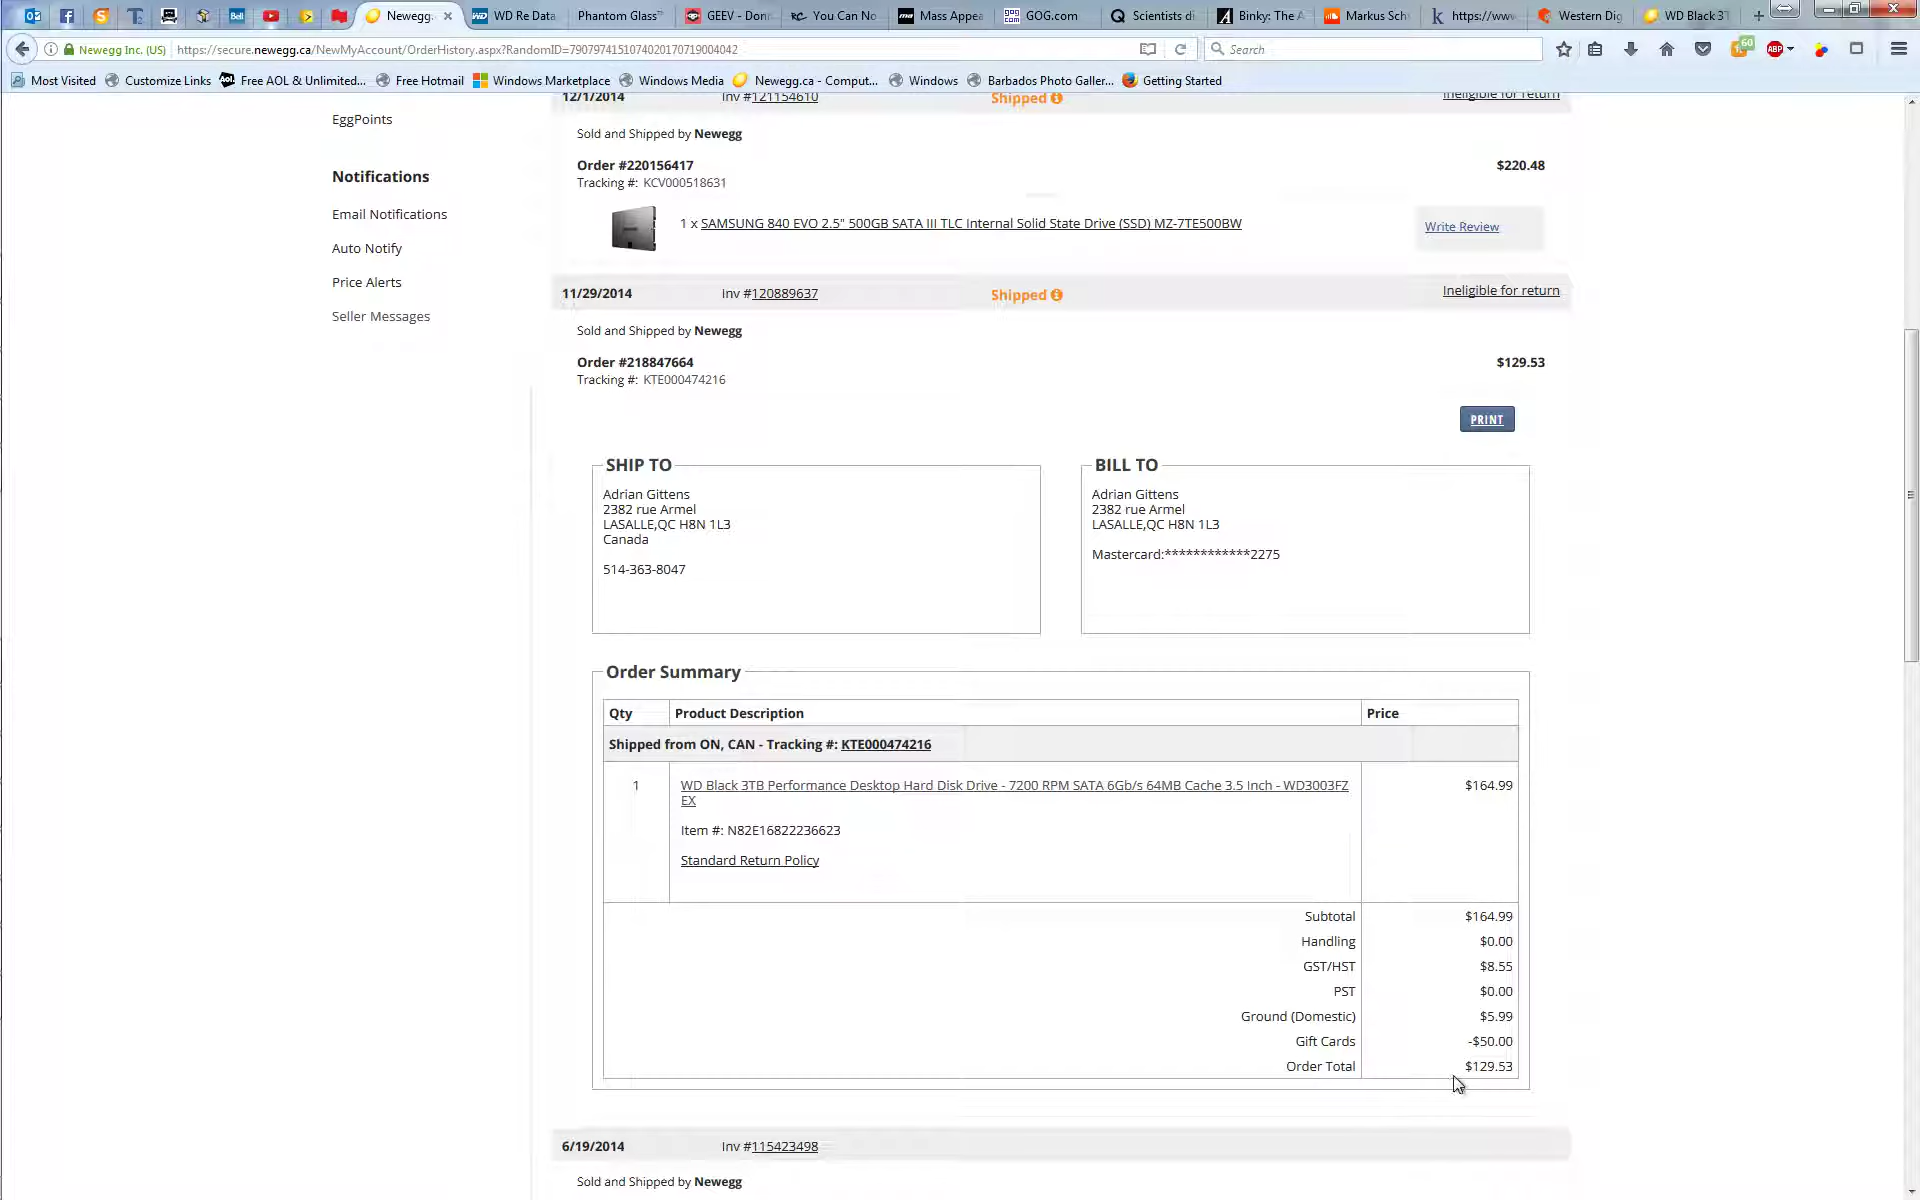 Newegg.
WD Re Data
Phantom Glass
GEEV - Donn
You Can No
Mass Appea
GOG.com
Scientists di
Binky: The A
Markus Sch
https://www
Western Dig
WD Black 3T
Newegg Inc. (US)
https://secure.newegg.ca/NewMyAccount/OrderHistory.aspx?RandomID=790797415107402017071900404​2
Search
60
ABP
Most Visited
Customize Links
Free AOL & Unlimited...
Free Hotmail
Windows Marketplace
Windows Media
Newegg.ca - Comput...
Windows
Barbados Photo Galler...
Getting Started
12/1/2014 Inv #121154610 Shipped Ineligible for return
EggPoints
Sold and Shipped by Newegg
Order #220156417 $220.48
Notifications
Tracking #: KCV000518631
Email Notifications
1 x SAMSUNG 840 EVO 2.5" 500GB SATA III TLC Internal Solid State Drive (SSD) MZ-7TE500BW
Write Review
Auto Notify
Price Alerts
11/29/2014 Inv #120889637 Shipped Ineligible for return
Seller Messages
Sold and Shipped by Newegg
Order #218847664 $129.53
Tracking #: KTE000474216
PRINT
SHIP TO
Adrian Gittens
2382 rue Armel
LASALLE,QC H8N 1L3
Canada
514-363-8047
BILL TO
Adrian Gittens
2382 rue Armel
LASALLE,QC H8N 1L3
Mastercard:************2275
Order Summary
Qty Product Description Price
Shipped from ON, CAN - Tracking #: KTE000474216
1 WD Black 3TB Performance Desktop Hard Disk Drive - 7200 RPM SATA 6Gb/s 64MB Cache 3.5 Inch - WD3003FZ $164.99
EX
Item #: N82E16822236623
Standard Return Policy
Subtotal $164.99
Handling $0.00
GST/HST $8.55
PST $0.00
Ground (Domestic) $5.99
Gift Cards -$50.00
Order Total $129.53
6/19/2014 Inv #115423498
Sold and Shipped by Newegg